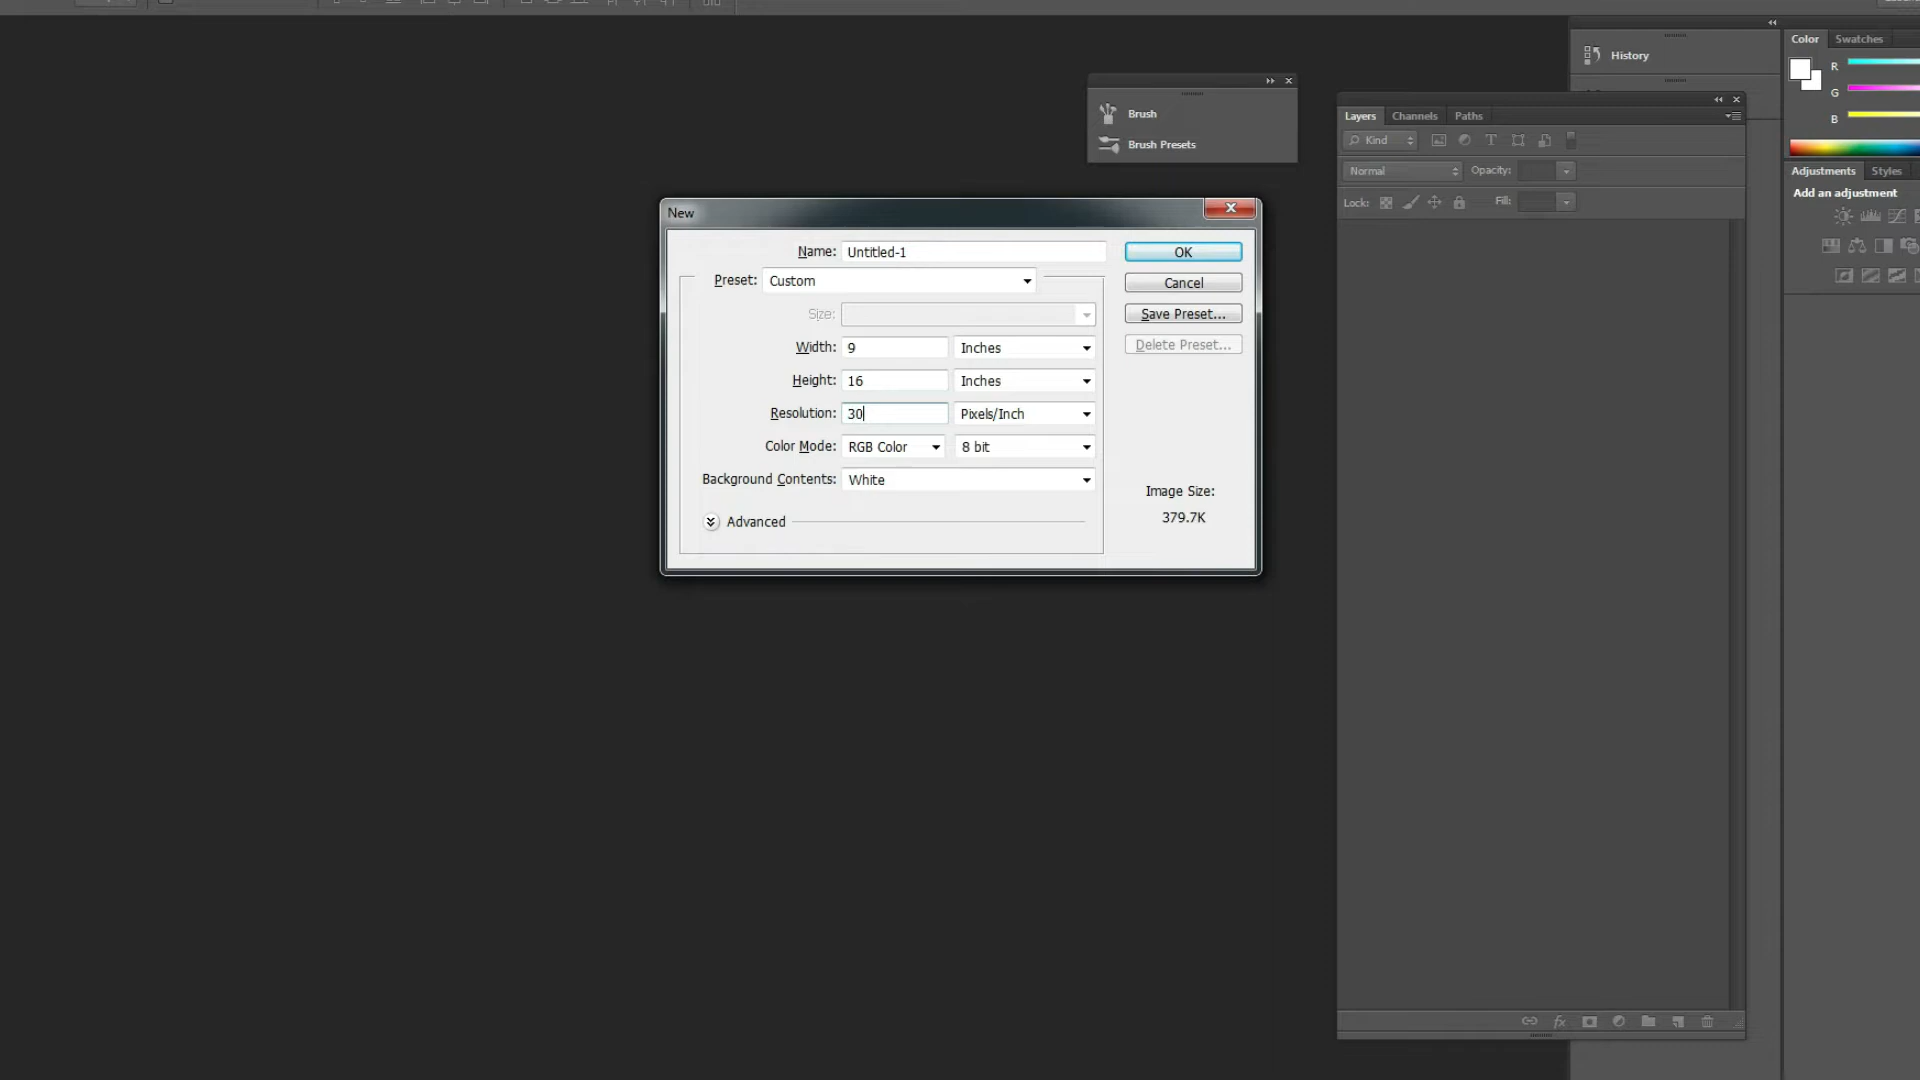 History
Color Swatches
R
G
B
Brush
Brush Presets
Layers Channels Paths
Kind
Normal Opacity:
Lock: Fill:
Adjustments Styles
Add an adjustment
New
Name: Untitled-1
OK
Preset: Custom
Cancel
Size:
Save Preset...
Width: 9 Inches
Delete Preset...
Height: 16 Inches
Resolution: 30 Pixels/Inch
Color Mode: RGB Color 8 bit
Background Contents: White
Image Size:
379.7K
Advanced
fx